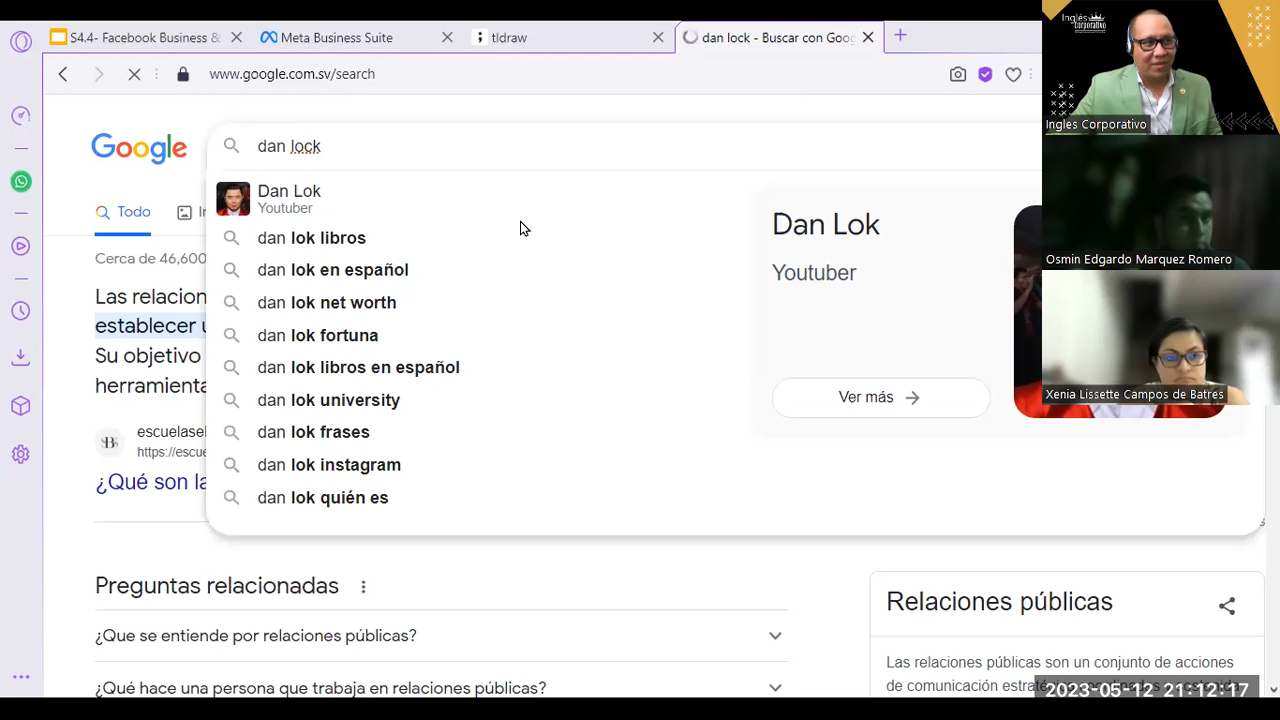 S4.4- Facebook Business &
Meta Business S
tldraw
dan lock - Buscar con Goog
www.google.com.sv/search
Google
dan lock
Todo
Dan Lok
Youtuber
dan lok libros
dan lok en español
dan lok net worth
dan lok fortuna
dan lok libros en español
dan lok university
dan lok frases
dan lok instagram
dan lok quién es
Dan Lok
Youtuber
Ver más
Cerca de 46,600
Las relacion
establecer
Su objetivo
herramienta
escuelase
https://escue
¿Qué son la
Preguntas relacionadas
¿Que se entiende por relaciones públicas?
¿Qué hace una persona que trabaja en relaciones públicas?
Relaciones públicas
Las relaciones públicas son un conjunto de acciones
de comunicación
Inglés
Corporativo
Ingles Corporativo
Osmin Edgardo Marquez Romero
Xenia Lissette Campos de Batres
2023-05-12 21:12:17